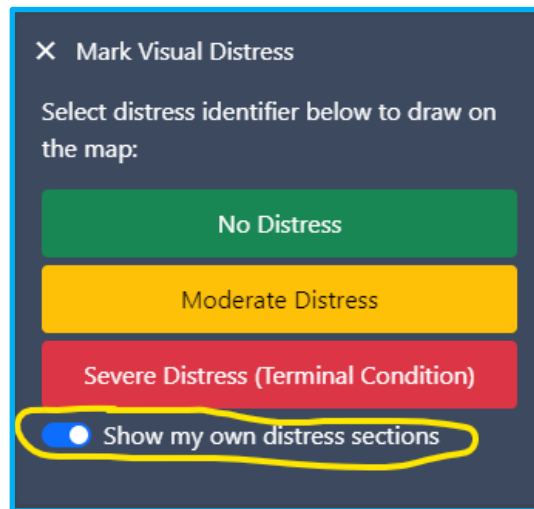 Mark Visual Distress
Select distress identifier below to draw on
the map:
No Distress
Moderate Distress
Severe Distress (Terminal Condition)
Show my own distress sections